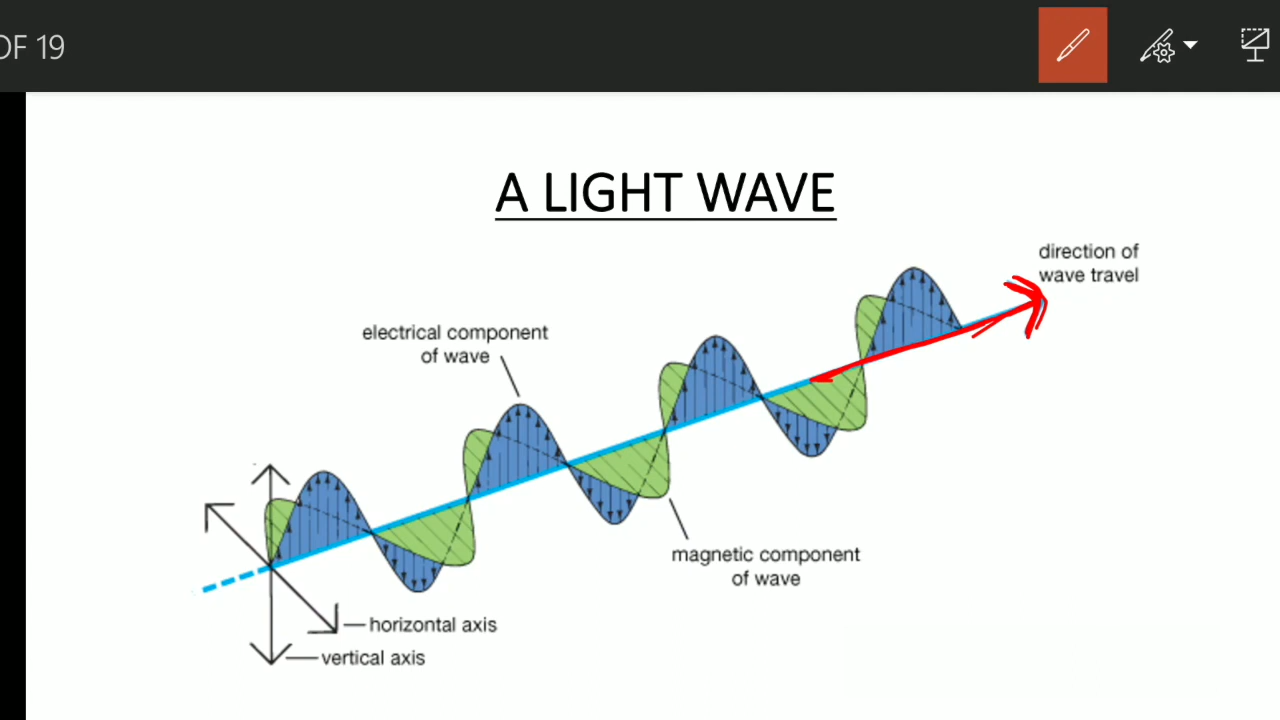 OF 19
A LIGHT WAVE
direction of
wave travel
electrical component
of wave
magnetic component
of wave
horizontal axis
vertical axis